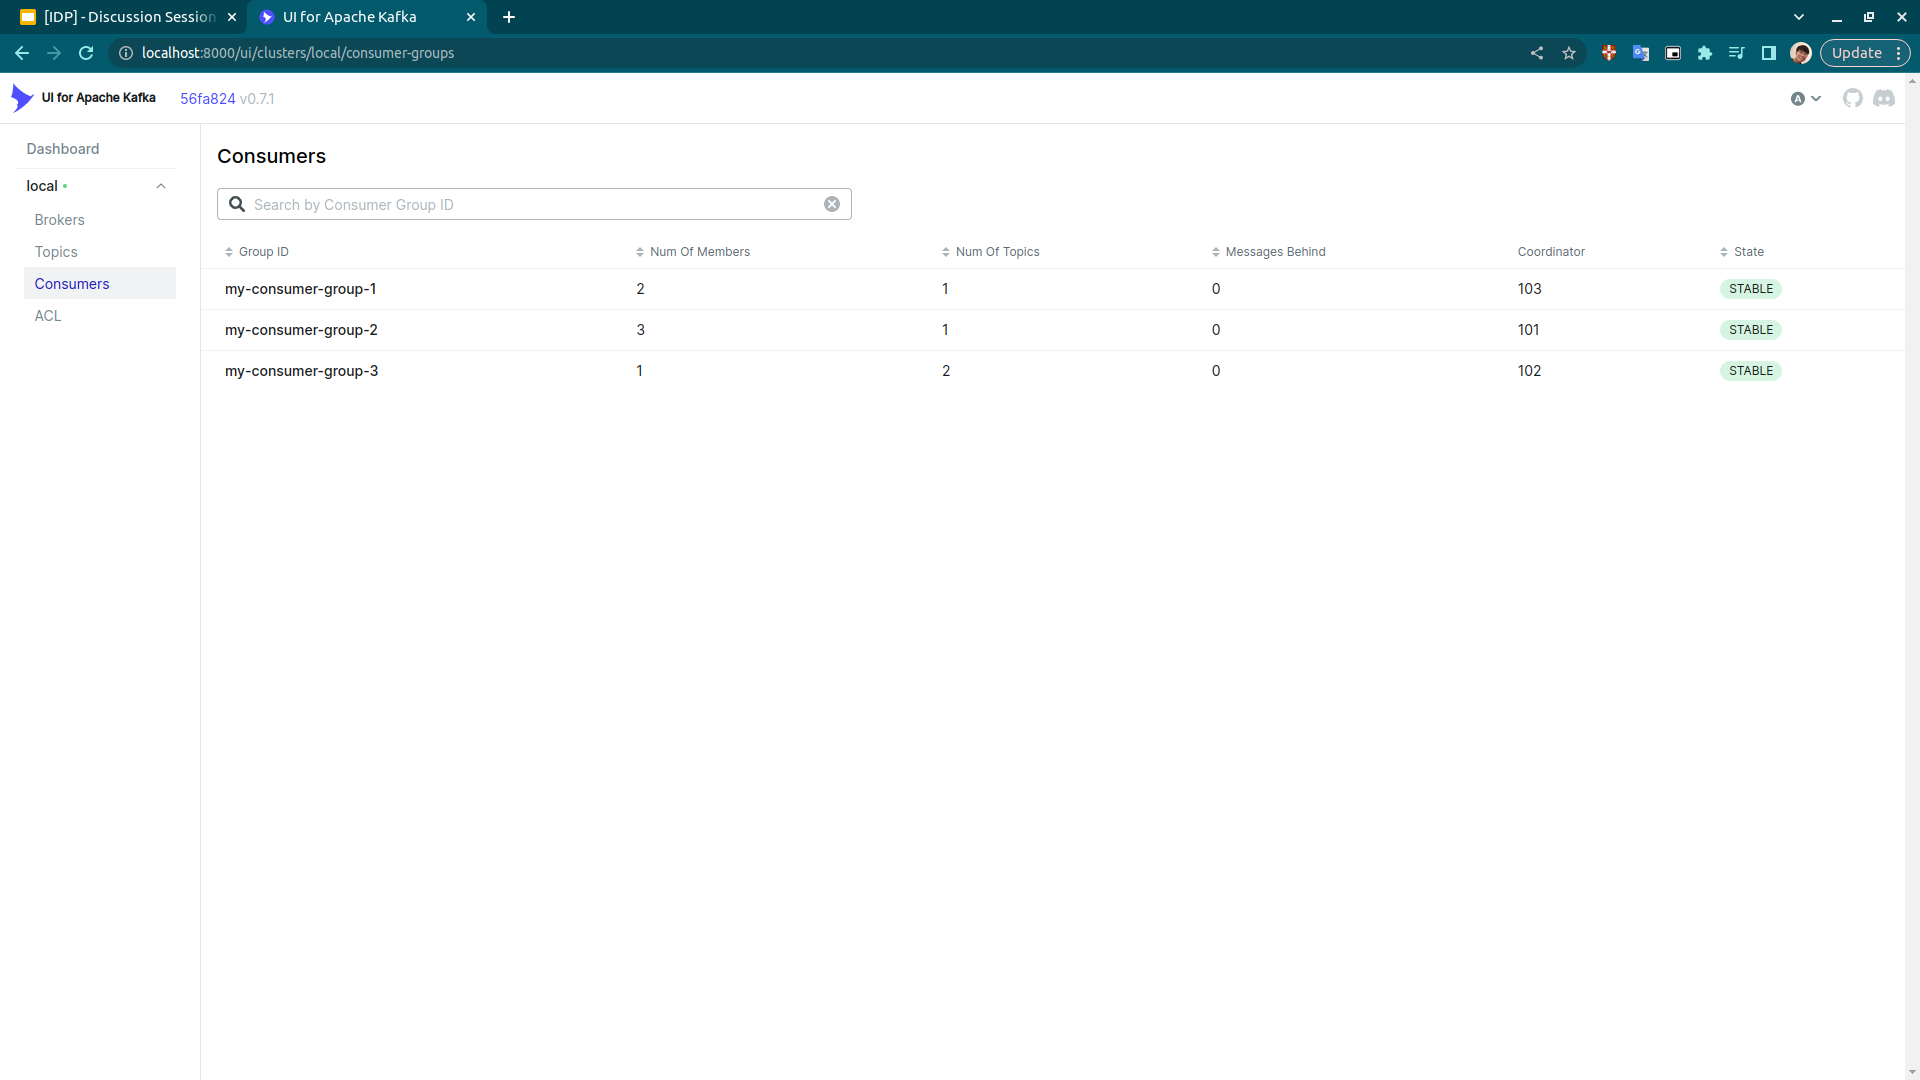 [IDP] - Discussion Session
UI for Apache Kafka
localhost:8000/ui/clusters/local/consumer-groups
Update
UI for Apache Kafka 56fa824 v0.7.1
A
Dashboard
local
Brokers
Topics
Consumers
ACL
Consumers
Search by Consumer Group ID
Group ID Num Of Members Num Of Topics Messages Behind Coordinator State
my-consumer-group-1 2 1 0 103 STABLE
my-consumer-group-2 3 1 0 101 STABLE
my-consumer-group-3 1 2 0 102 STABLE